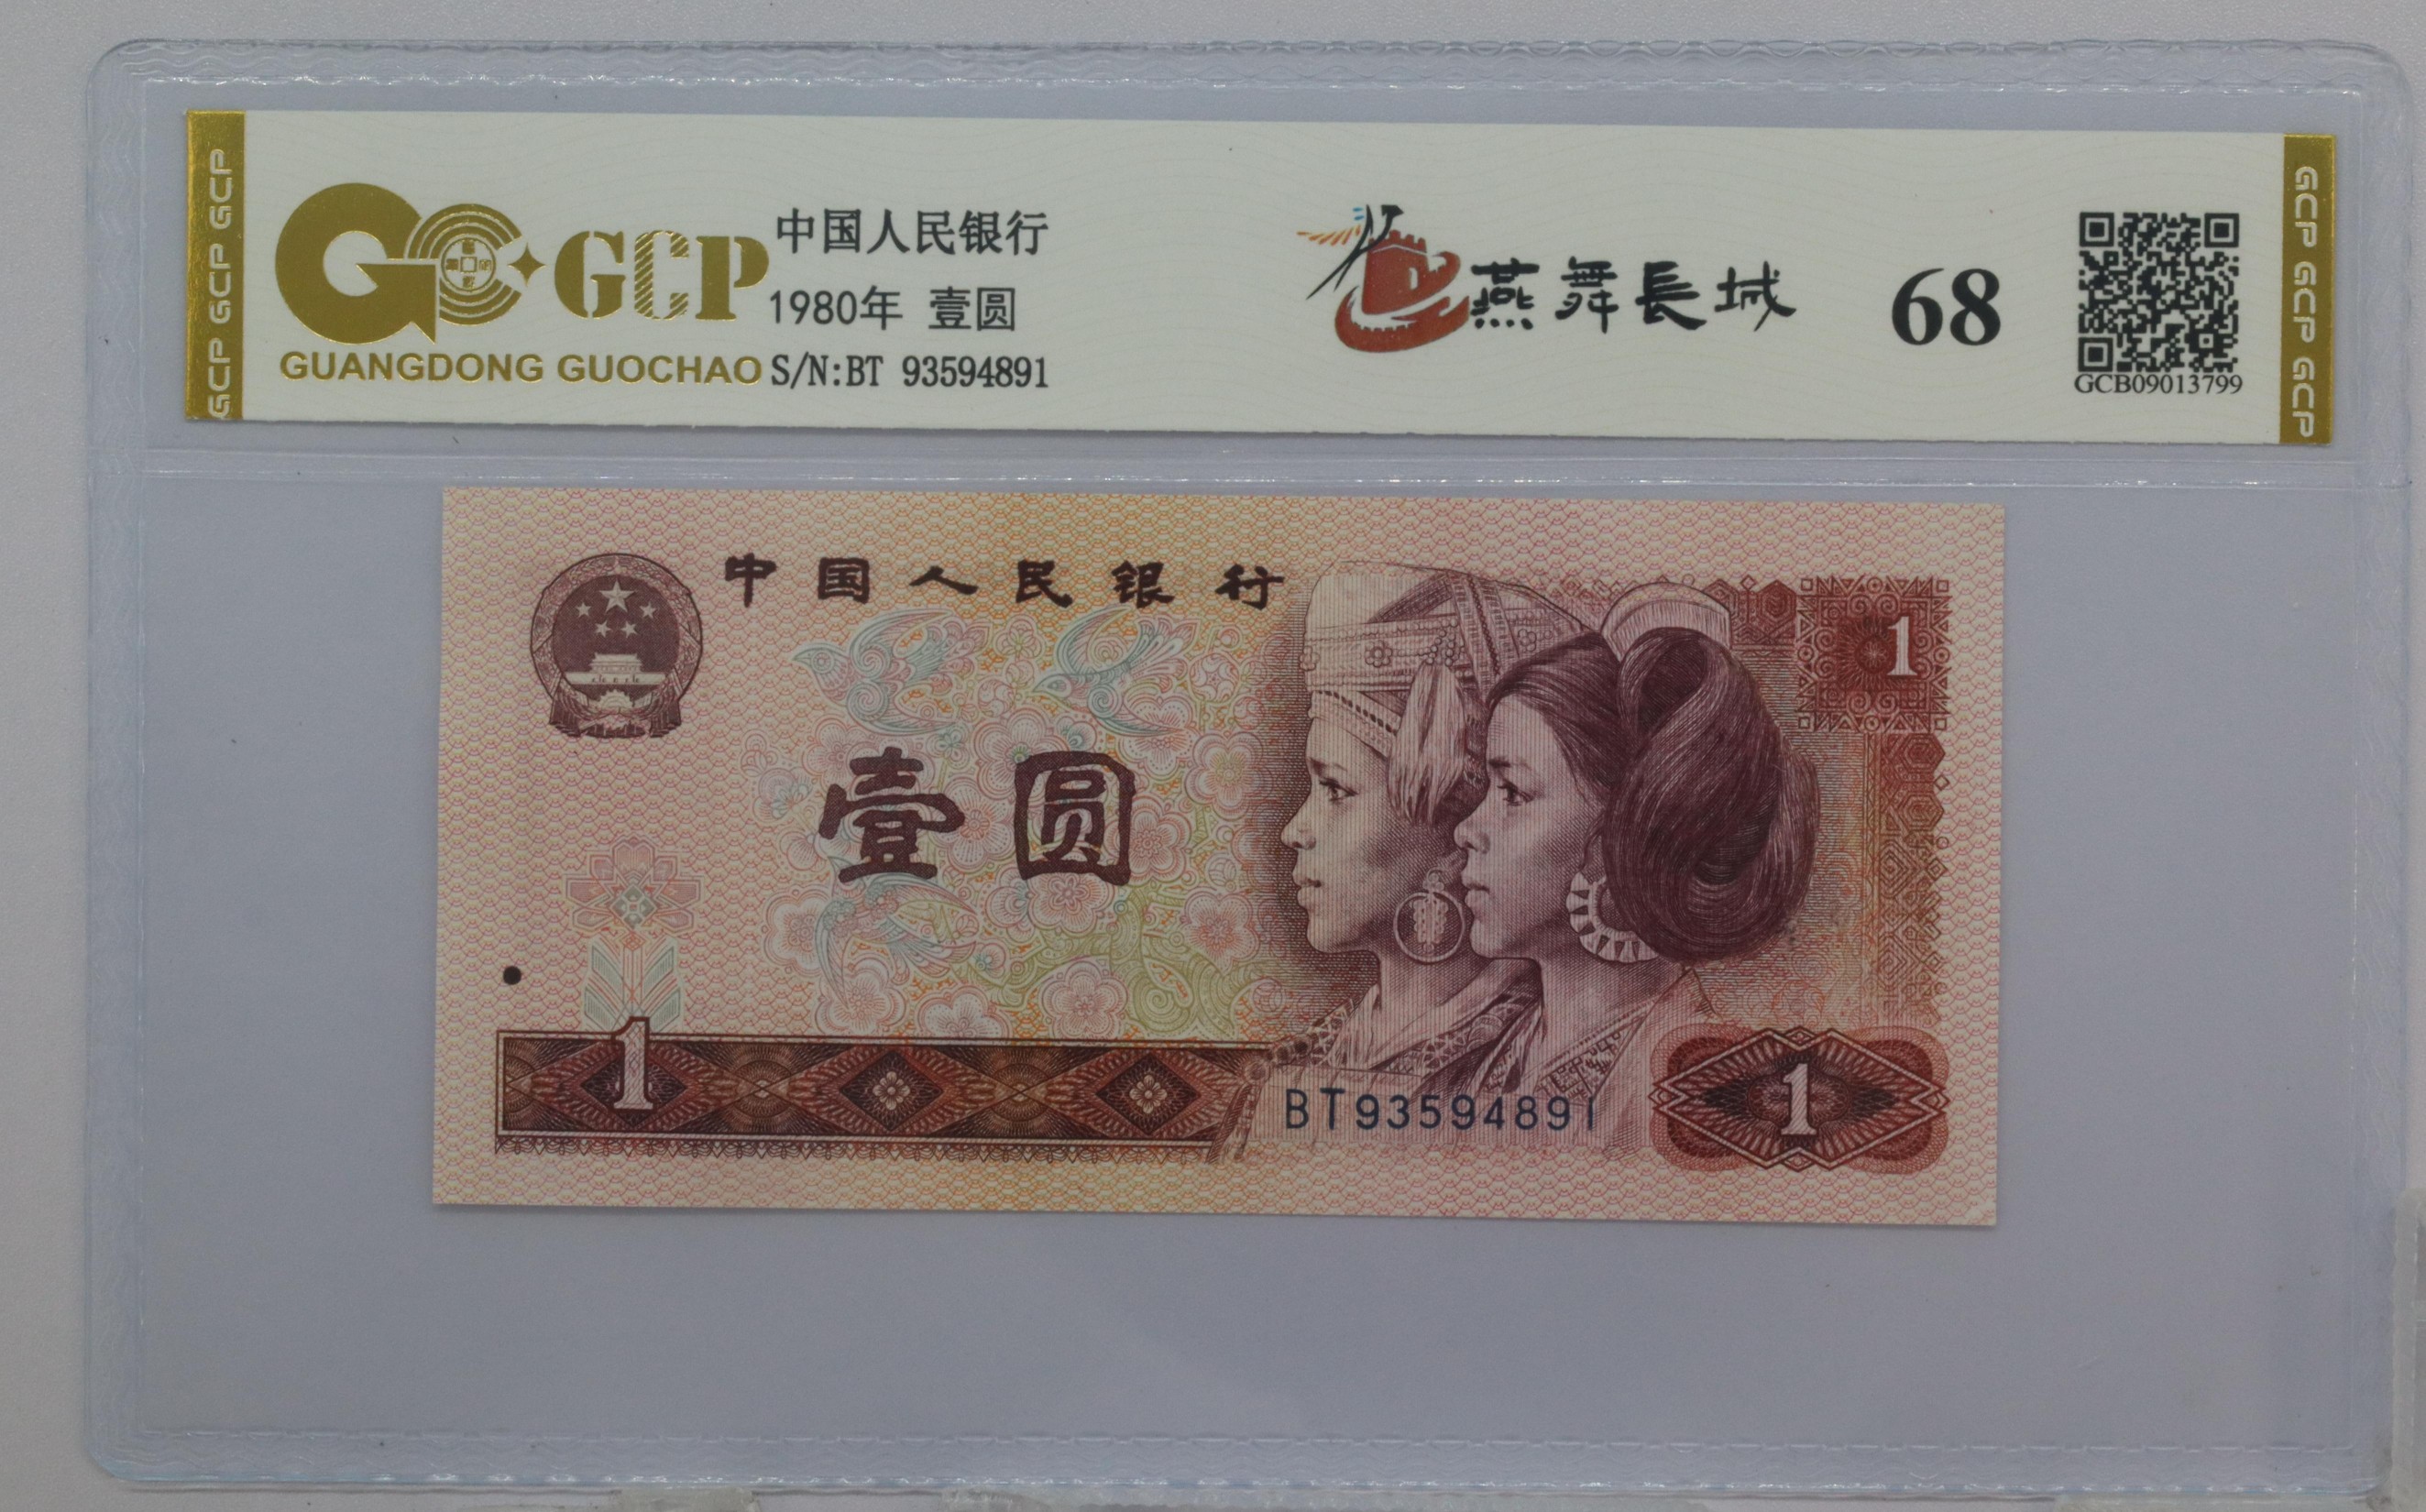 GCP GCP GCP
GCP
GUANGDONG GUOCHAO
中国人民银行
1980年 壹圆
S/N:BT 93594891
燕舞長城
68
GCB09013799
GCP GCP GCP
中国人民银行
1
壹圆
1
BT93594891
1